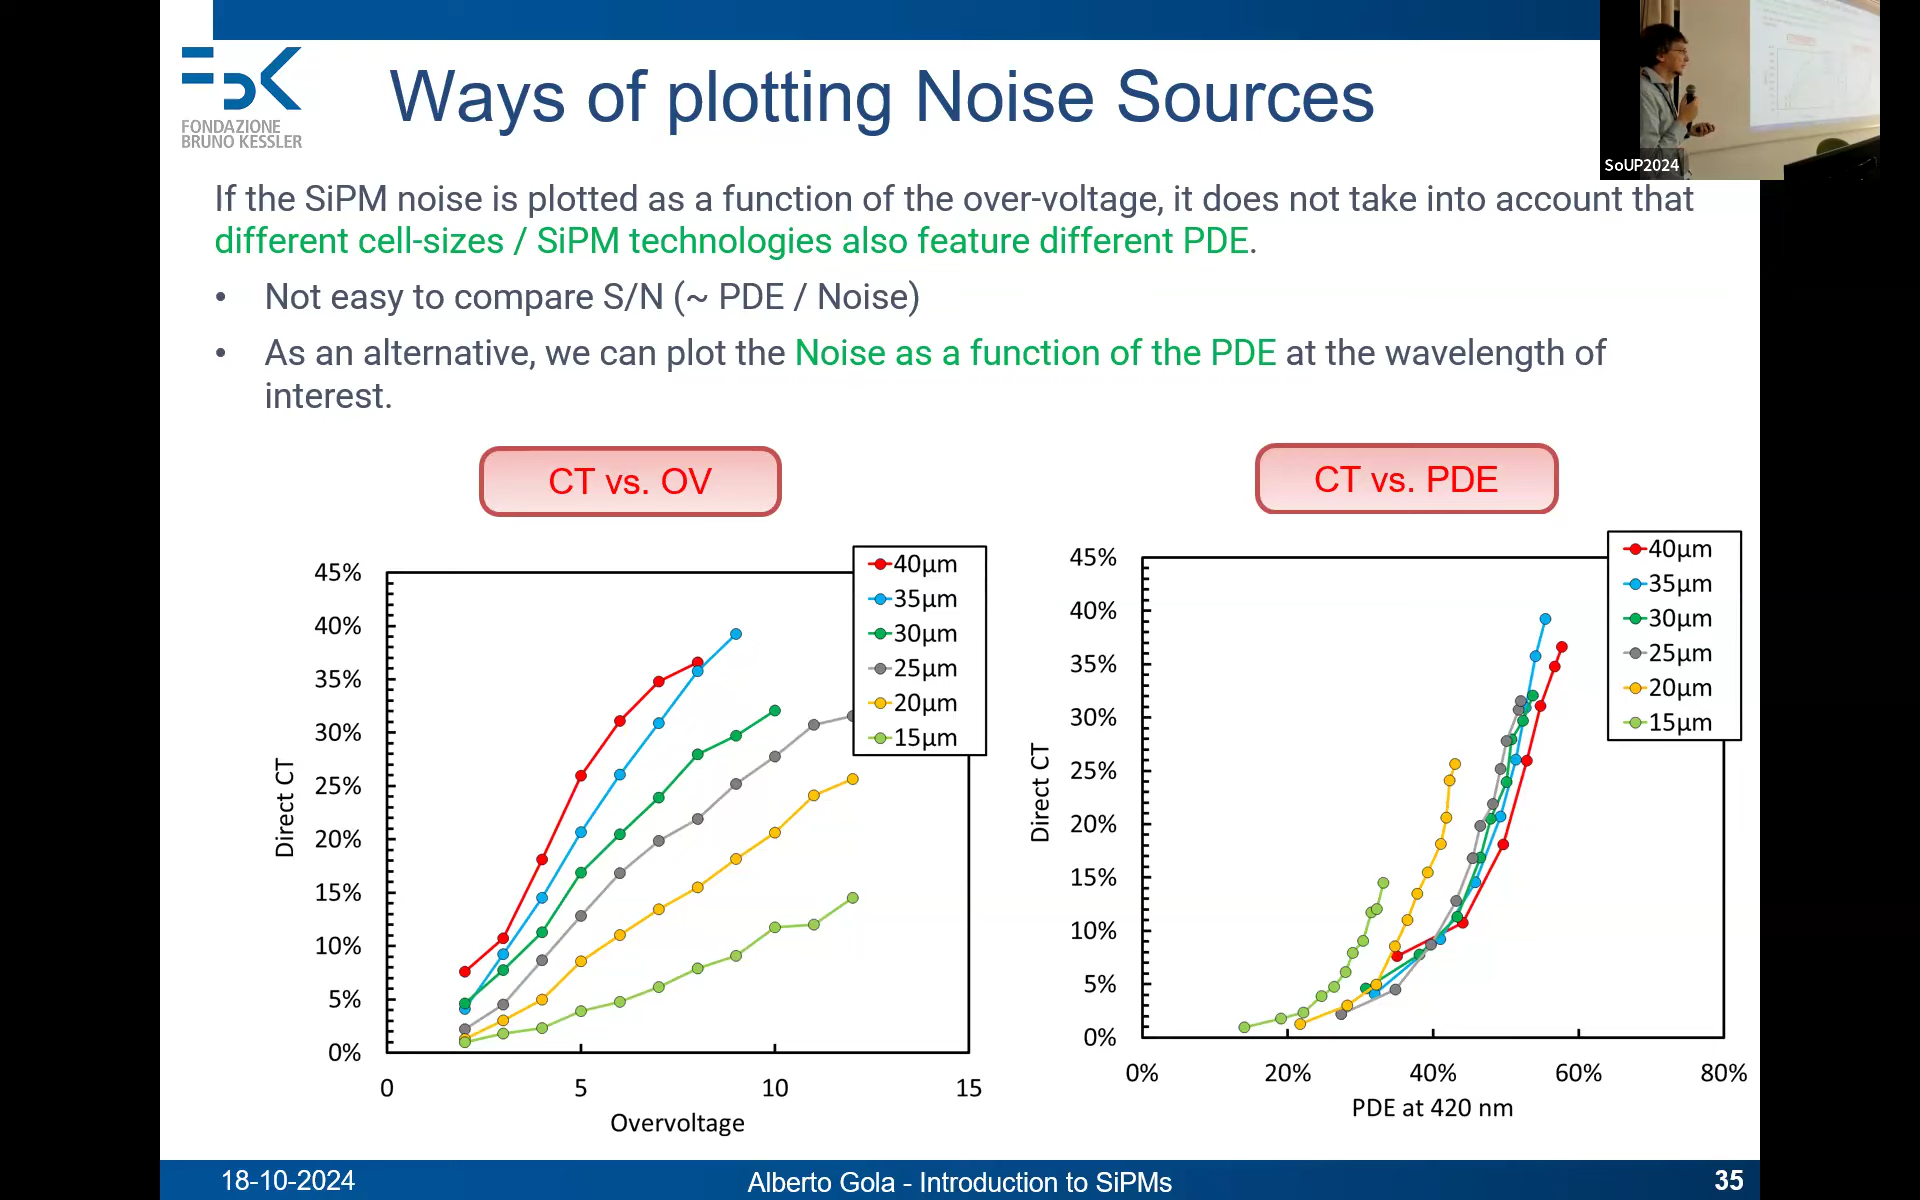 FBK
FONDAZIONE
BRUNO KESSLER
Ways of plotting Noise Sources
SoUP2024
If the SiPM noise is plotted as a function of the over-voltage, it does not take into account that
different cell-sizes / SiPM technologies also feature different PDE.
• Not easy to compare S/N (~ PDE / Noise)
• As an alternative, we can plot the Noise as a function of the PDE at the wavelength of
interest.
CT vs. OV
45%
40%
35%
30%
25%
20%
15%
10%
5%
0%
Direct CT
0 5 10 15
Overvoltage
40µm
35µm
30µm
25µm
20µm
15µm
CT vs. PDE
45%
40%
35%
30%
25%
20%
15%
10%
5%
0%
Direct CT
0% 20% 40% 60% 80%
PDE at 420 nm
40µm
35µm
30µm
25µm
20µm
15µm
18-10-2024
Alberto Gola - Introduction to SiPMs
35